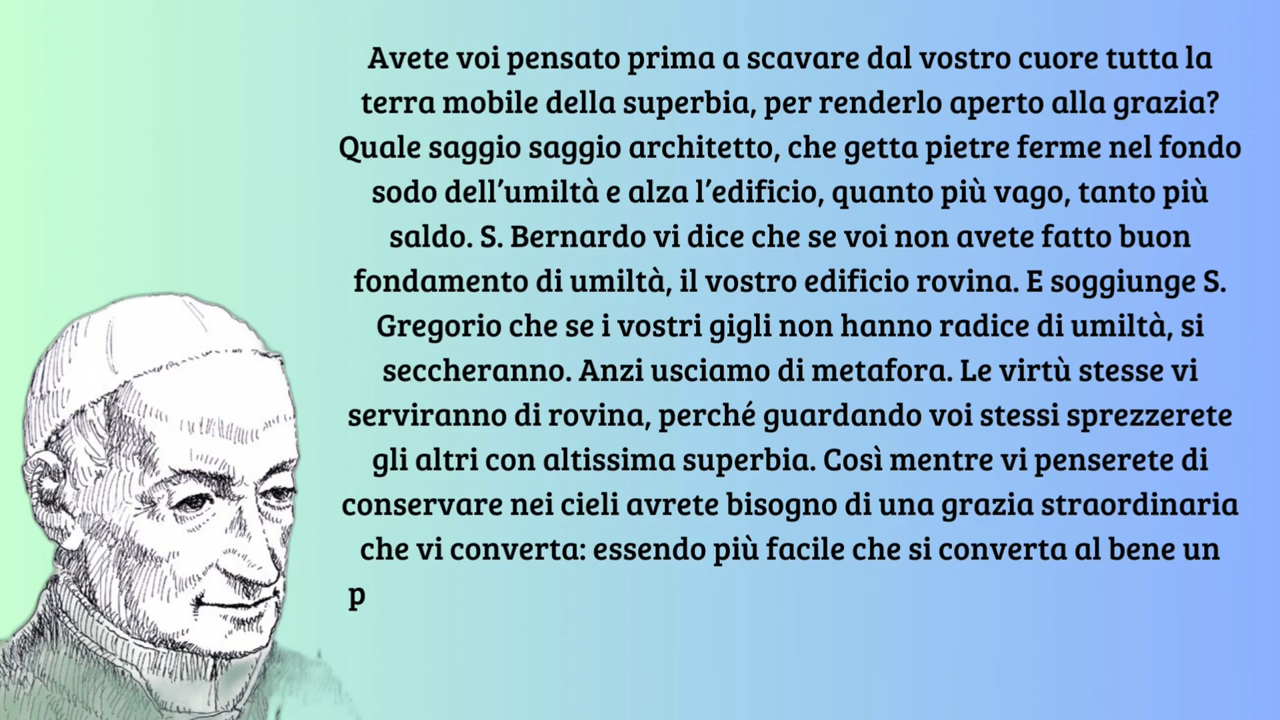 Avete voi pensato prima a scavare dal vostro cuore tutta la
terra mobile della superbia, per renderlo aperto alla grazia?
Quale saggio saggio architetto, che getta pietre ferme nel fondo
sodo dell’umiltà e alza l’edificio, quanto più vago, tanto più
saldo. S. Bernardo vi dice che se voi non avete fatto buon
fondamento di umiltà, il vostro edificio rovina. E soggiunge S.
Gregorio che se i vostri gigli non hanno radice di umiltà, si
seccheranno. Anzi usciamo di metafora. Le virtù stesse vi
serviranno di rovina, perché guardando voi stessi sprezzerete
gli altri con altissima superbia. Così mentre vi penserete di
conservare nei cieli avrete bisogno di una grazia straordinaria
che vi converta: essendo più facile che si converta al bene un
p